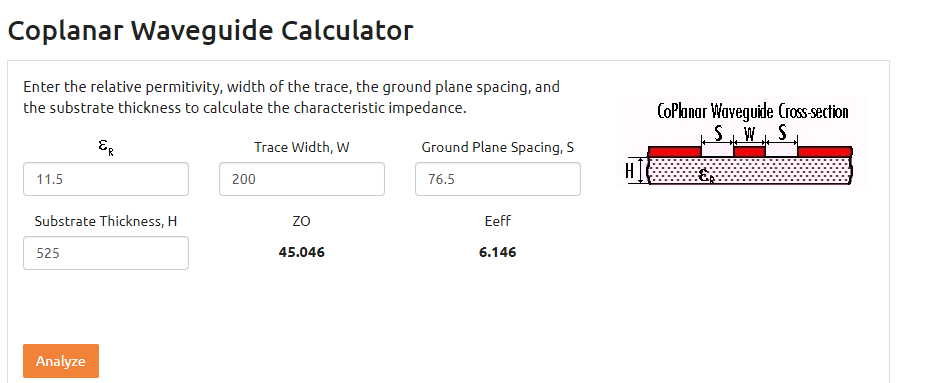 Coplanar Waveguide Calculator
Enter the relative permitivity, width of the trace, the ground plane spacing, and
the substrate thickness to calculate the characteristic impedance.
CoPlanar Waveguide Cross-section
S W S
H
εR
εR
Trace Width, W
Ground Plane Spacing, S
11.5
200
76.5
Substrate Thickness, H
ZO
Eeff
525
45.046
6.146
Analyze